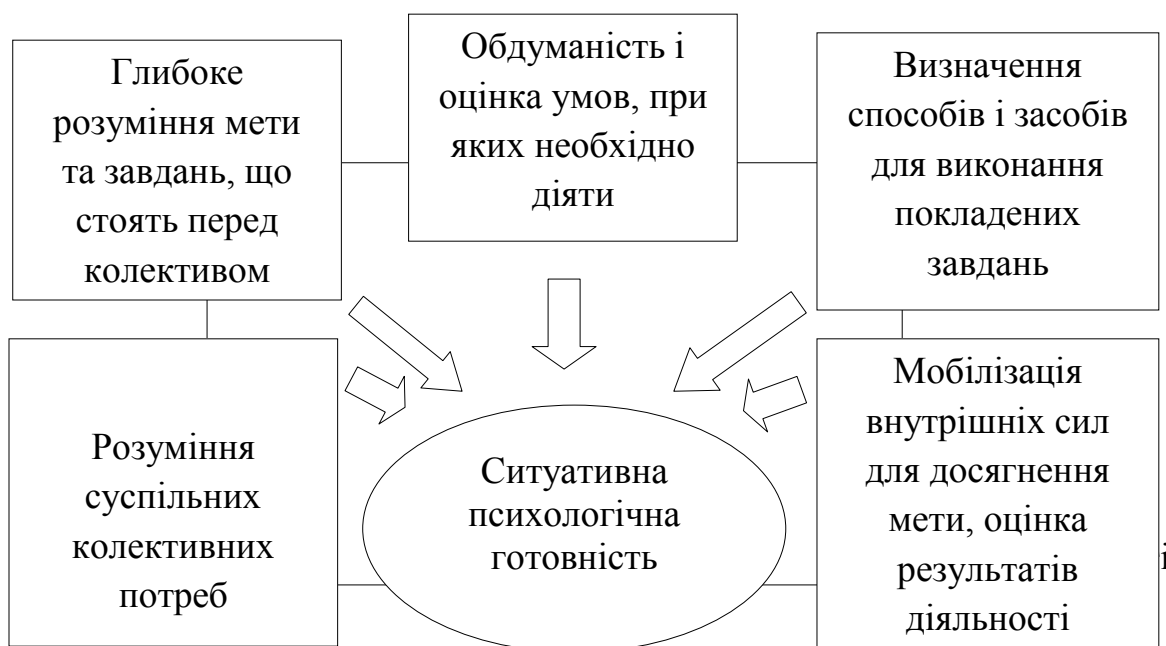 Глибоке
розуміння мети
та завдань, що
стоять перед
колективом
Обдуманість і
оцінка умов, при
яких необхідно
діяти
Визначення
способів і засобів
для виконання
покладених
завдань
Розуміння
суспільних
колективних
потреб
Ситуативна
психологічна
готовність
Мобілізація
внутрішніх сил
для досягнення
мети, оцінка
результатів
діяльності